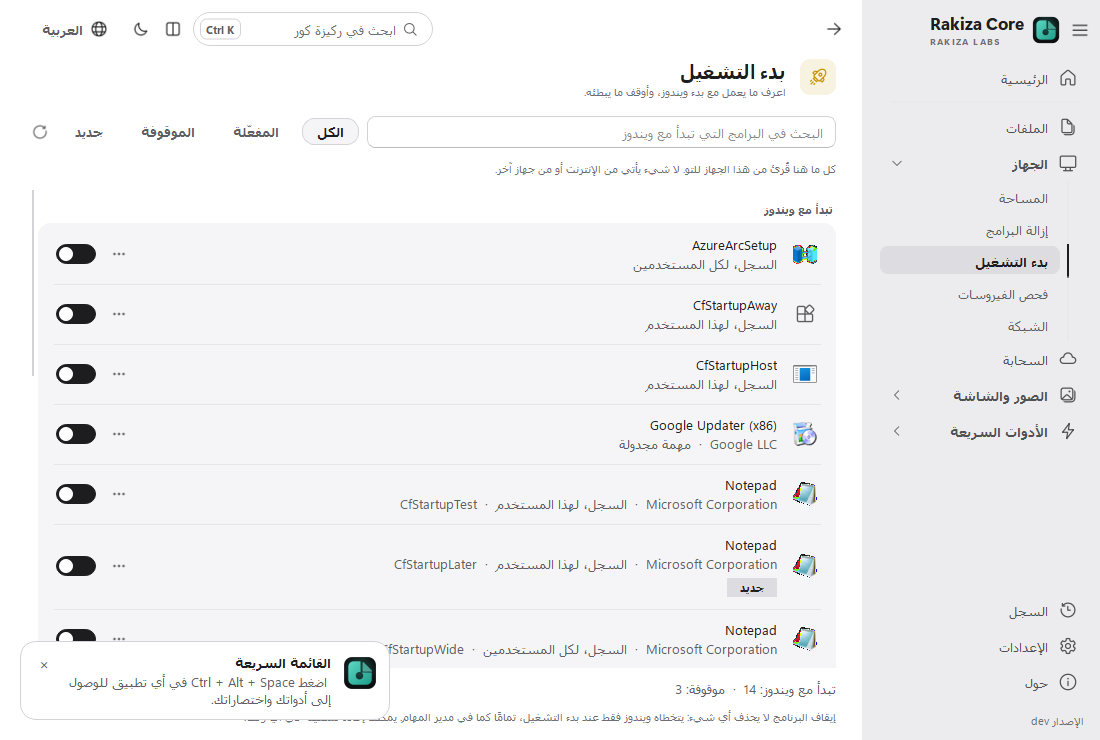 Rakiza Core
RAKIZA LABS
الرئيسية
الملفات
الجهاز
المساحة
إزالة البرامج
بدء التشغيل
فحص الفيروسات
الشبكة
السحابة
الصور والشاشة
الأدوات السريعة
السجل
الإعدادات
حول
الإصدار dev
ابحث في ركيزة كور
Ctrl K
العربية
بدء التشغيل
اعرف ما يعمل مع بدء ويندوز، وأوقف ما يبطئه.
البحث في البرامج التي تبدأ مع ويندوز
الكل
المفعّلة
الموقوفة
جديد
كل ما هنا قُرئ من هذا الجهاز للتو. لا شيء يأتي من الإنترنت أو من جهاز آخر.
تبدأ مع ويندوز
AzureArcSetup
السجل، لكل المستخدمين
CfStartupAway
السجل، لهذا المستخدم
CfStartupHost
السجل، لهذا المستخدم
Google Updater (x86)
Google LLC · مهمة مجدولة
Notepad
Microsoft Corporation · السجل، لهذا المستخدم · CfStartupTest
Notepad
Microsoft Corporation · السجل، لهذا المستخدم · CfStartupLater
جديد
Notepad
Microsoft Corporation · السجل، لكل المستخدمين · CfStartupWide
تبدأ مع ويندوز: 14 · موقوفة: 3
إيقاف البرنامج لا يحذف أي شيء: يتخطاه ويندوز فقط عند بدء التشغيل، تمامًا كما في مدير المهام.
القائمة السريعة
اضغط Ctrl + Alt + Space في أي تطبيق للوصول
إلى أدواتك واختصاراتك.